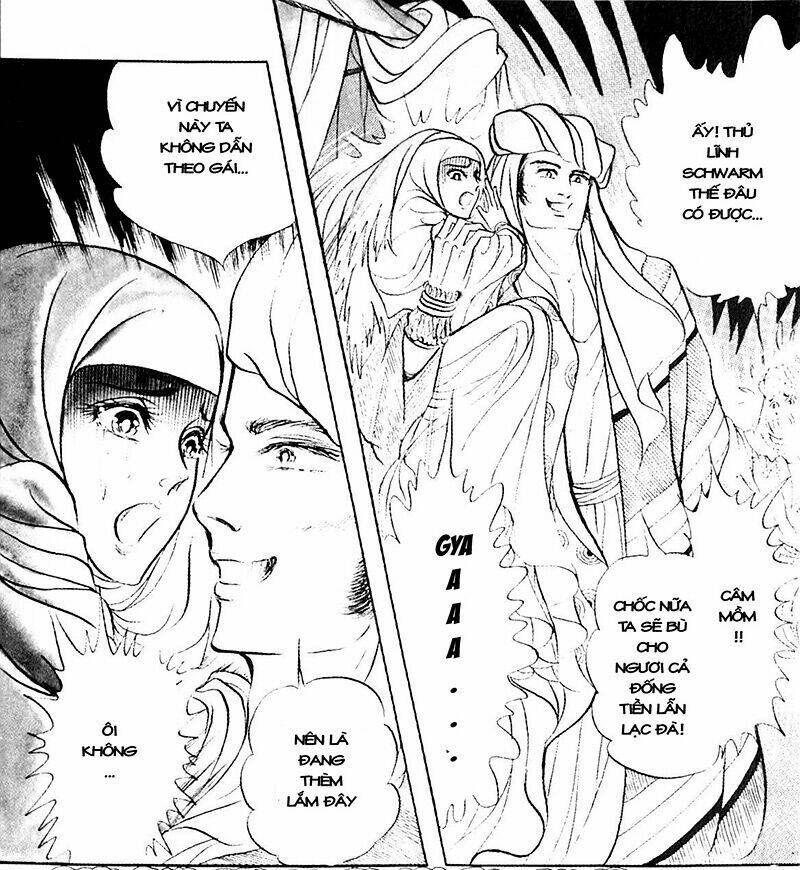 ẤY! THỦ
LĨNH
SCHWARM
THẾ ĐÂU
CÓ ĐƯỢC...
CÂM
MỒM
!!
CHỐC NỮA
TA SẼ BÙ
CHO
NGƯƠI CẢ
ĐỐNG
TIỀN LẪN
LẠC ĐÀ!
GYA
A
A
A
.
.
.
VÌ CHUYẾN
NÀY TA
KHÔNG DẪN
THEO GÁI...
NÊN LÀ
ĐANG
THÈM
LẮM ĐÂY
ÔI
KHÔNG
...